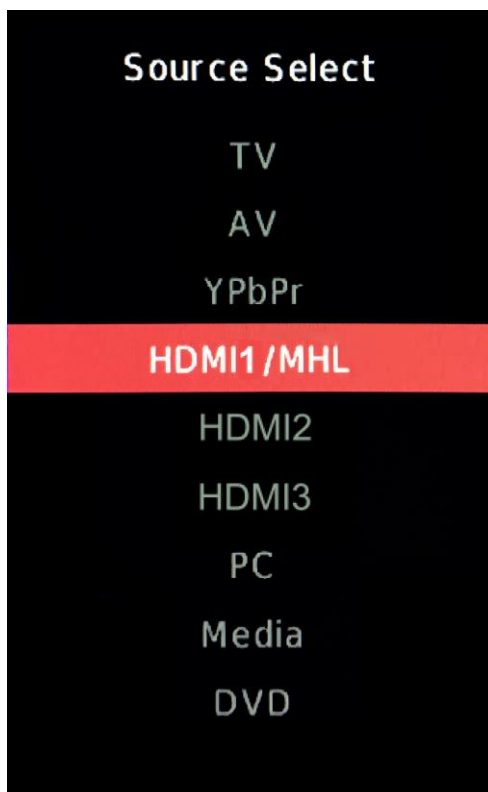 Source Select
TV
AV
YPbPr
HDMI1/MHL
HDMI2
HDMI3
PC
Media
DVD